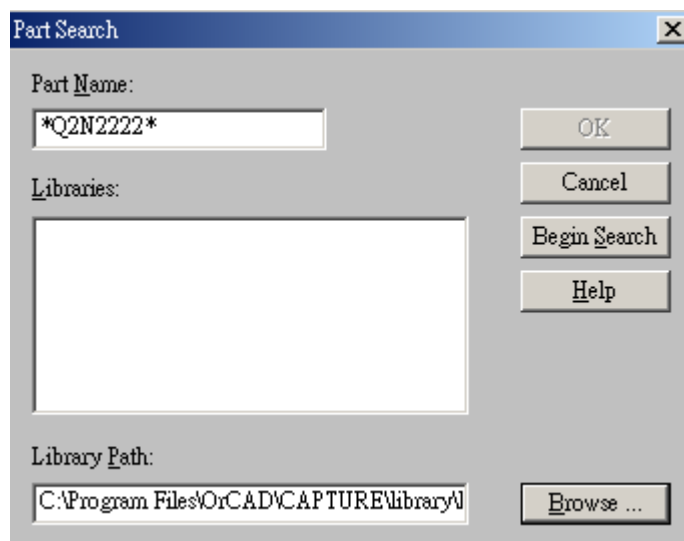 Part Search
Part Name:
*Q2N2222*
OK
Libraries:
Cancel
Begin Search
Help
Library Path:
C:\Program Files\OrCAD\CAPTURE\library\
Browse ...